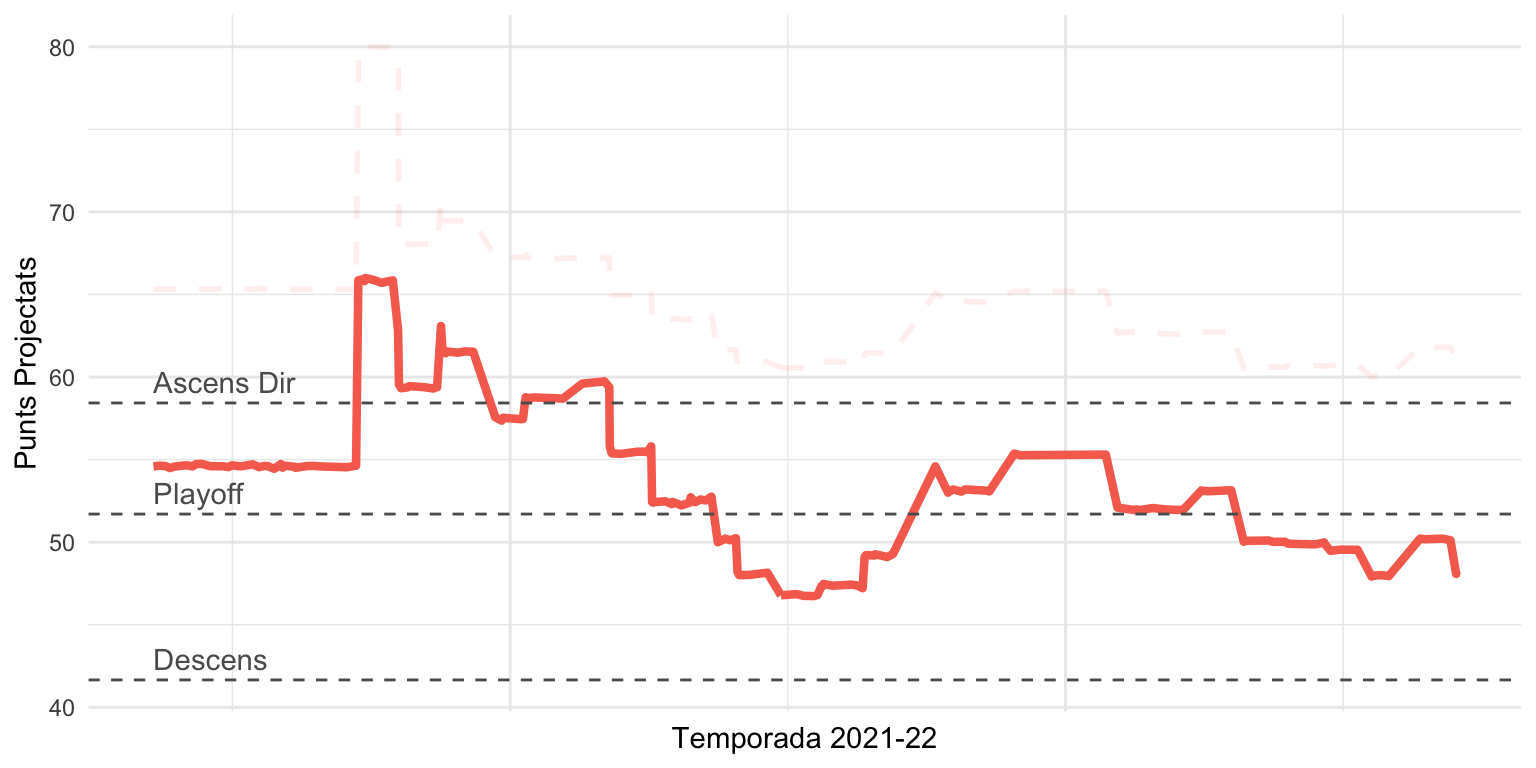 80
70
60
50
40
Punts Projectats
Ascens Dir
Playoff
Descens
Temporada 2021-22